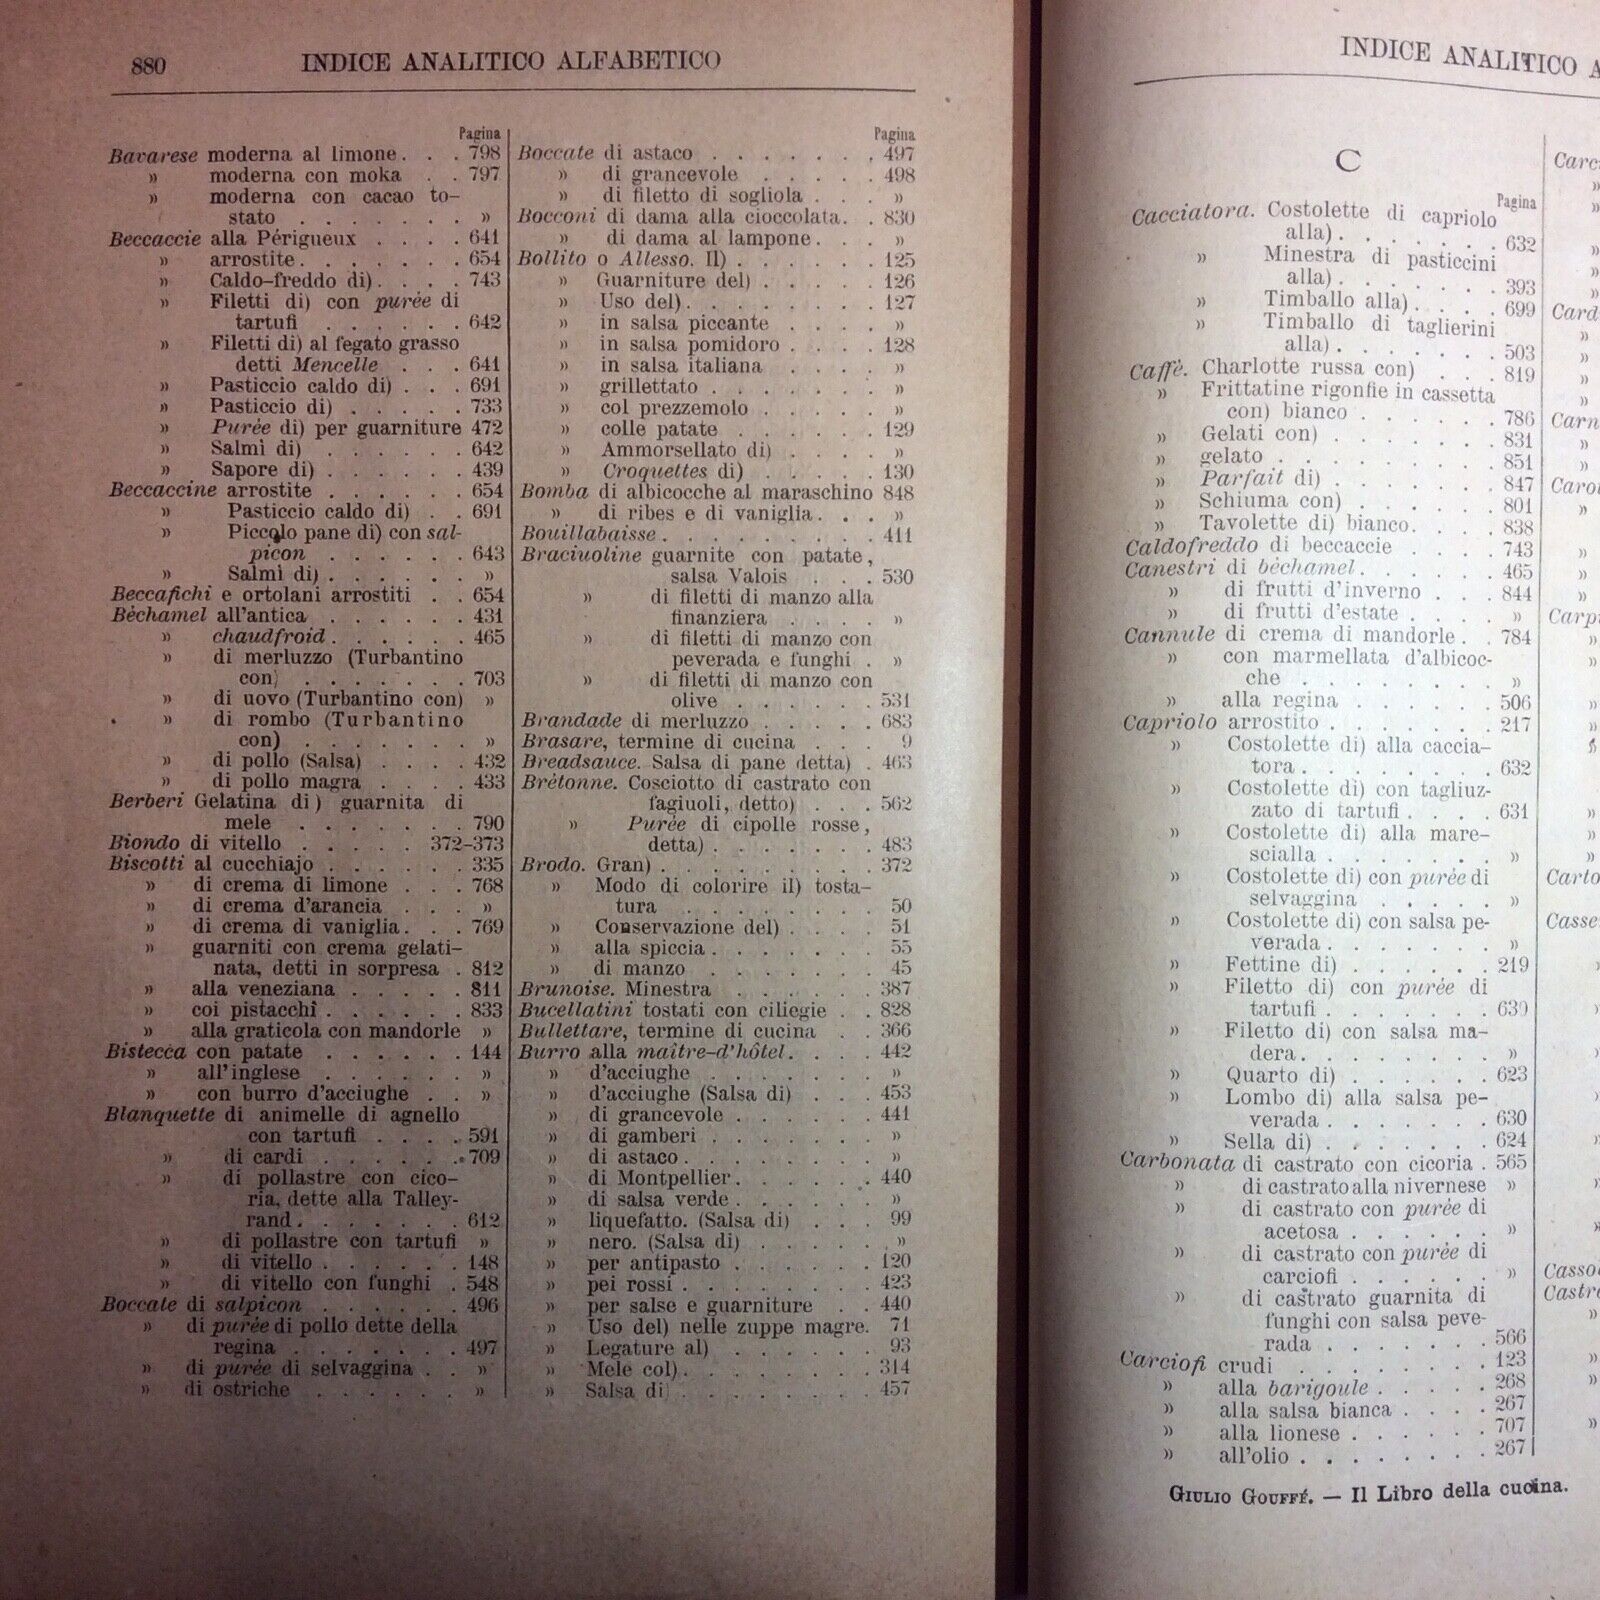 880 INDICE ANALITICO ALFABETICO
Pagina
Bavarese moderna al limone . . . 798
» moderna con moka . . 797
» moderna con cacao to-
stato . . . . . . . »
Beccaccie alla Périgueux . . . . 641
» arrostite . . . . . . . 654
» Caldo-freddo di) . . . . 743
» Filetti di) con purée di
tartufi . . . . . . 642
» Filetti di) al fegato grasso
detti Mencelle . . . 641
» Pasticcio caldo di) . . . 691
» Pasticcio di) . . . . . 733
» Purée di) per guarniture 472
» Salmì di) . . . . . . 642
» Sapore di) . . . . . . 439
Beccaccine arrostite . . . . . . 654
» Pasticcio caldo di) . . 691
» Piccolo pane di) con sal-
picon . . . . . . 643
» Salmì di) . . . . . . »
Beccafichi e ortolani arrostiti . . 654
Bèchamel all'antica . . . . . . 431
» chaudfroid . . . . . . 465
» di merluzzo (Turbantino
con) . . . . . . . 703
» di uovo (Turbantino con) »
» di rombo (Turbantino
con) . . . . . . . »
» di pollo (Salsa) . . . . 432
» di pollo magra . . . . 433
Berberi Gelatina di) guarnita di
mele . . . . . . . 790
Biondo di vitello . . . . . 372-373
Biscotti al cucchiajo . . . . . . 335
» di crema di limone . . . 768
» di crema d'arancia . . . »
» di crema di vaniglia . . . 769
» guarniti con crema gelati-
nata, detti in sorpresa . 812
» alla veneziana . . . . . 811
» coi pistacchi . . . . . . 833
» alla graticola con mandorle »
Bistecca con patate . . . . . . 144
» all'inglese . . . . . . »
» con burro d'acciughe . . »
Blanquette di animelle di agnello
con tartufi . . . . 591
» di cardi . . . . . . 709
» di pollastre con cico-
ria, dette alla Talley-
rand . . . . . . . 612
» di pollastre con tartufi »
» di vitello . . . . . . 148
» di vitello con funghi . 548
Boccate di salpicon . . . . . . 496
» di purée di pollo dette della
regina . . . . . . . 497
» di purée di selvaggina . . »
» di ostriche . . . . . . »
Pagina
Boccate di astaco . . . . . . . 497
» di grancevole . . . . . 498
» di filetto di sogliola . . . »
Bocconi di dama alla cioccolata . . 830
» di dama al lampone . . . »
Bollito o Allesso. Il) . . . . . . 125
» Guarniture del) . . . . . 126
» Uso del) . . . . . . . . 127
» in salsa piccante . . . . »
» in salsa pomidoro . . . . 128
» in salsa italiana . . . . »
» grillettato . . . . . . . »
» col prezzemolo . . . . . »
» colle patate . . . . . . 129
» Ammorsellato di) . . . . »
» Croquettes di) . . . . . 130
Bomba di albicocche al maraschino 848
» di ribes e di vaniglia . . . »
Bouillabaisse . . . . . . . . . 411
Braciuoline guarnite con patate,
salsa Valois . . . 530
» di filetti di manzo alla
finanziera . . . . »
» di filetti di manzo con
peverada e funghi . »
» di filetti di manzo con
olive . . . . . . 531
Brandade di merluzzo . . . . . 683
Brasare, termine di cucina . . . 9
Breadsauce. Salsa di pane detta) . 463
Brètonne. Cosciotto di castrato con
fagiuoli, detto) . . . 562
» Purée di cipolle rosse,
detta) . . . . . . . 483
Brodo. Gran) . . . . . . . . . 372
» Modo di colorire il) tosta-
tura . . . . . . . . 50
» Conservazione del) . . . . 51
» alla spiccia . . . . . . . 55
» di manzo . . . . . . . 45
Brunoise. Minestra . . . . . . 387
Bucellatini tostati con ciliegie . . 828
Bullettare, termine di cucina . . 366
Burro alla maître-d'hôtel . . . . 442
» d'acciughe . . . . . . . »
» d'acciughe (Salsa di) . . . 453
» di grancevole . . . . . . 441
» di gamberi . . . . . . . »
» di astaco . . . . . . . . »
» di Montpellier . . . . . . 440
» di salsa verde . . . . . . »
» liquefatto. (Salsa di) . . . 99
» nero. (Salsa di) . . . . . »
» per antipasto . . . . . . 120
» pei rossi . . . . . . . . 423
» per salse e guarniture . . 440
» Uso del) nelle zuppe magre. 71
» Legature al) . . . . . . 93
» Mele col) . . . . . . . . 314
» Salsa di) . . . . . . . . 457
INDICE ANALITICO A
C
Pagina
Cacciatora. Costolette di capriolo
alla) . . . . . . . 632
» Minestra di pasticcini
alla) . . . . . . . 393
» Timballo alla) . . . . 699
» Timballo di taglierini
alla) . . . . . . . 503
Caffè. Charlotte russa con) . . . 819
» Frittatine rigonfie in cassetta
con) bianco . . . . . . 786
» Gelati con) . . . . . . . 831
» gelato . . . . . . . . . 851
» Parfait di) . . . . . . . 847
» Schiuma con) . . . . . . 801
» Tavolette di) bianco . . . . 838
Caldofreddo di beccaccie . . . . 743
Canestri di bèchamel . . . . . . 465
» di frutti d'inverno . . . 844
» di frutti d'estate . . . . »
Cannule di crema di mandorle . . 784
» con marmellata d'albicoc-
che . . . . . . . . »
» alla regina . . . . . . 506
Capriolo arrostito . . . . . . . 217
» Costolette di) alla caccia-
tora . . . . . . . . 632
» Costolette di) con tagliuz-
zato di tartufi . . . . 631
» Costolette di) alla mare-
scialla . . . . . . . »
» Costolette di) con purée di
selvaggina . . . . . »
» Costolette di) con salsa pe-
verada . . . . . . . »
» Fettine di) . . . . . . 219
» Filetto di) con purée di
tartufi . . . . . . . 630
» Filetto di) con salsa ma-
dera . . . . . . . . »
» Quarto di) . . . . . . 623
» Lombo di) alla salsa pe-
verada . . . . . . . 630
» Sella di) . . . . . . . 624
Carbonata di castrato con cicoria . 565
» di castrato alla nivernese »
» di castrato con purée di
acetosa . . . . . . »
» di castrato con purée di
carciofi . . . . . . »
» di castrato guarnita di
funghi con salsa peve-
rada . . . . . . . 566
Carciofi crudi . . . . . . . . 123
» alla barigoule . . . . . 268
» alla salsa bianca . . . . 267
» alla lionese . . . . . . 707
» all'olio . . . . . . . . 267
GIULIO GOUFFÉ. — Il Libro della cucina.
Carc
»
»
»
»
»
»
Card
»
»
»
»
Carn
»
»
Caro
»
»
»
»
Carp
»
»
»
»
»
»
»
»
»
Carto
»
Casse
»
»
»
»
»
»
»
»
Casso
Castr
»
»
»
»